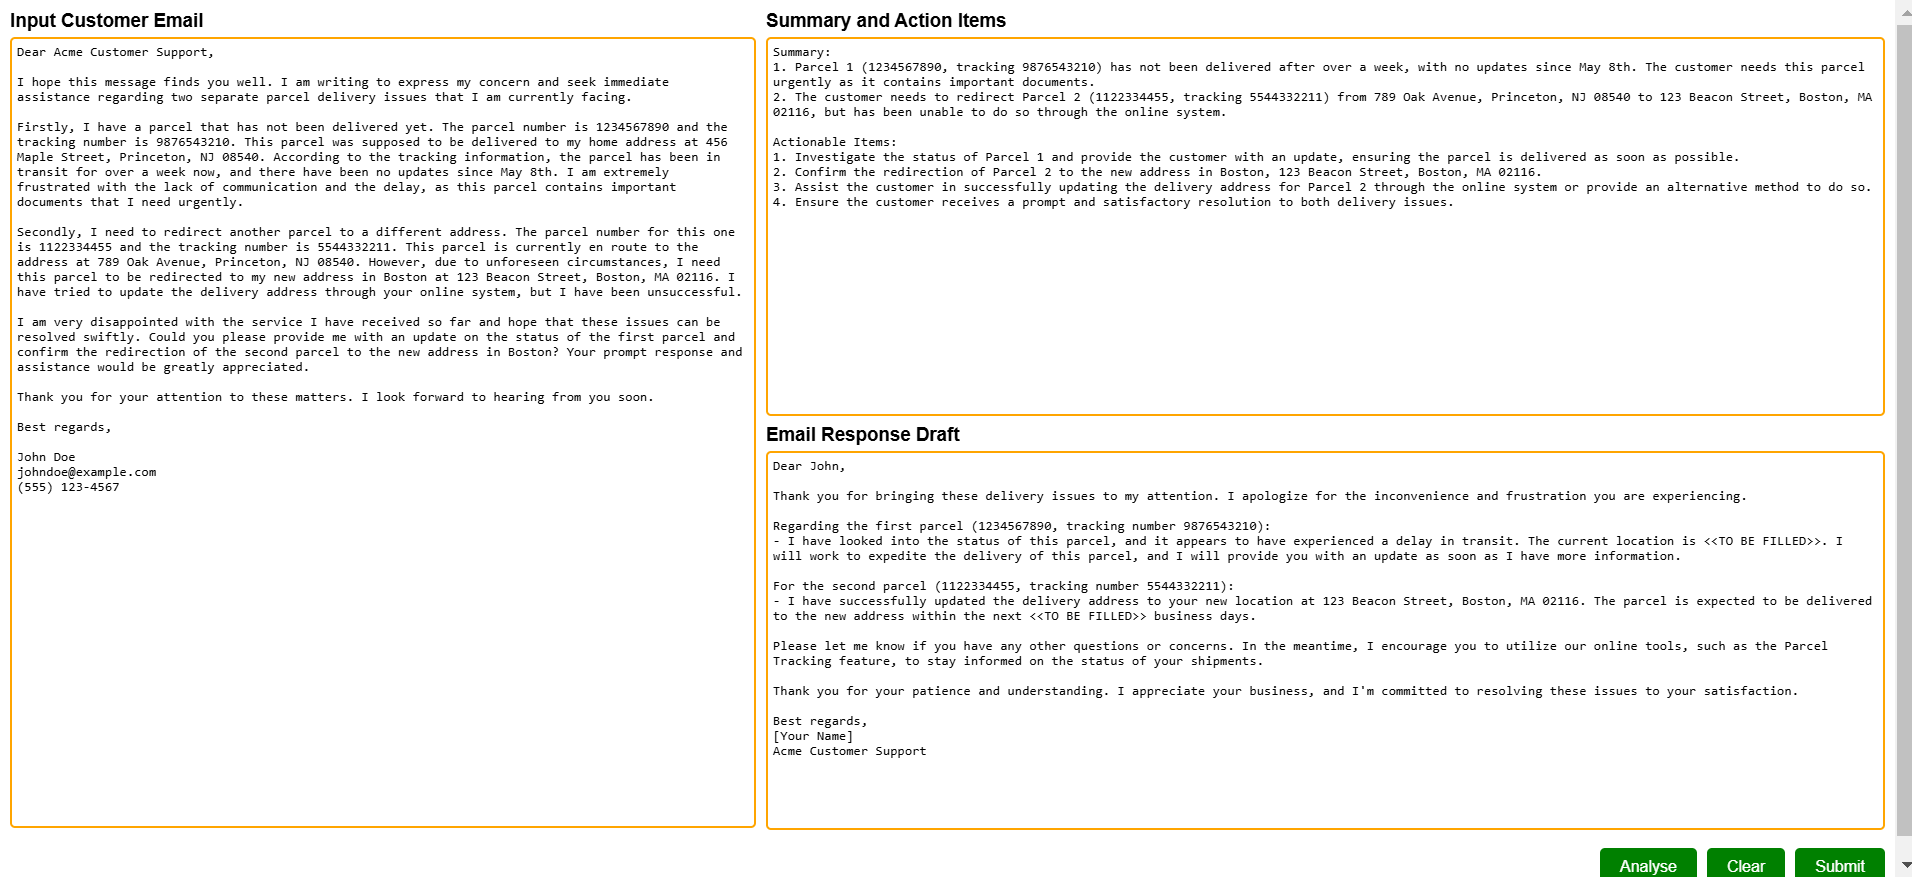 Input Customer Email
Dear Acme Customer Support,
I hope this message finds you well. I am writing to express my concern and seek immediate
assistance regarding two separate parcel delivery issues that I am currently facing.
Firstly, I have a parcel that has not been delivered yet. The parcel number is 1234567890 and the
tracking number is 9876543210. This parcel was supposed to be delivered to my home address at 456
Maple Street, Princeton, NJ 08540. According to the tracking information, the parcel has been in
transit for over a week now, and there have been no updates since May 8th. I am extremely
frustrated with the lack of communication and the delay, as this parcel contains important
documents that I need urgently.
Secondly, I need to redirect another parcel to a different address. The parcel number for this one
is 1122334455 and the tracking number is 5544332211. This parcel is currently en route to the
address at 789 Oak Avenue, Princeton, NJ 08540. However, due to unforeseen circumstances, I need
this parcel to be redirected to my new address in Boston at 123 Beacon Street, Boston, MA 02116. I
have tried to update the delivery address through your online system, but I have been unsuccessful.
I am very disappointed with the service I have received so far and hope that these issues can be
resolved swiftly. Could you please provide me with an update on the status of the first parcel and
confirm the redirection of the second parcel to the new address in Boston? Your prompt response and
assistance would be greatly appreciated.
Thank you for your attention to these matters. I look forward to hearing from you soon.
Best regards,
John Doe
johndoe@example.com
(555) 123-4567
Summary and Action Items
Summary:
1. Parcel 1 (1234567890, tracking 9876543210) has not been delivered after over a week, with no updates since May 8th. The customer needs this parcel
urgently as it contains important documents.
2. The customer needs to redirect Parcel 2 (1122334455, tracking 5544332211) from 789 Oak Avenue, Princeton, NJ 08540 to 123 Beacon Street, Boston, MA
02116, but has been unable to do so through the online system.
Actionable Items:
1. Investigate the status of Parcel 1 and provide the customer with an update, ensuring the parcel is delivered as soon as possible.
2. Confirm the redirection of Parcel 2 to the new address in Boston, 123 Beacon Street, Boston, MA 02116.
3. Assist the customer in successfully updating the delivery address for Parcel 2 through the online system or provide an alternative method to do so.
4. Ensure the customer receives a prompt and satisfactory resolution to both delivery issues.
Email Response Draft
Dear John,
Thank you for bringing these delivery issues to my attention. I apologize for the inconvenience and frustration you are experiencing.
Regarding the first parcel (1234567890, tracking number 9876543210):
- I have looked into the status of this parcel, and it appears to have experienced a delay in transit. The current location is <<TO BE FILLED>>. I
will work to expedite the delivery of this parcel, and I will provide you with an update as soon as I have more information.
For the second parcel (1122334455, tracking number 5544332211):
- I have successfully updated the delivery address to your new location at 123 Beacon Street, Boston, MA 02116. The parcel is expected to be delivered
to the new address within the next <<TO BE FILLED>> business days.
Please let me know if you have any other questions or concerns. In the meantime, I encourage you to utilize our online tools, such as the Parcel
Tracking feature, to stay informed on the status of your shipments.
Thank you for your patience and understanding. I appreciate your business, and I'm committed to resolving these issues to your satisfaction.
Best regards,
[Your Name]
Acme Customer Support
Analyse Clear Submit